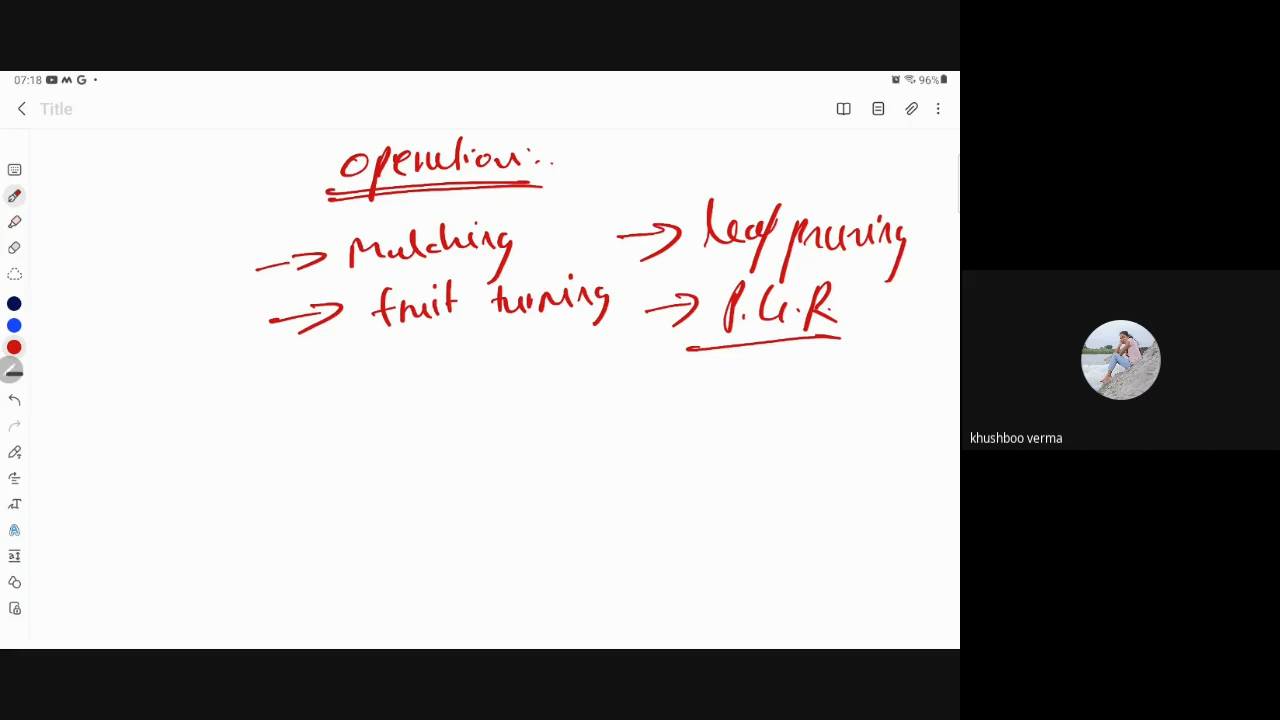 07:18 96%
Title
Operation:..
→ Mulching → leaf pruning
→ fruit turning → P.G.R.
khushboo verma